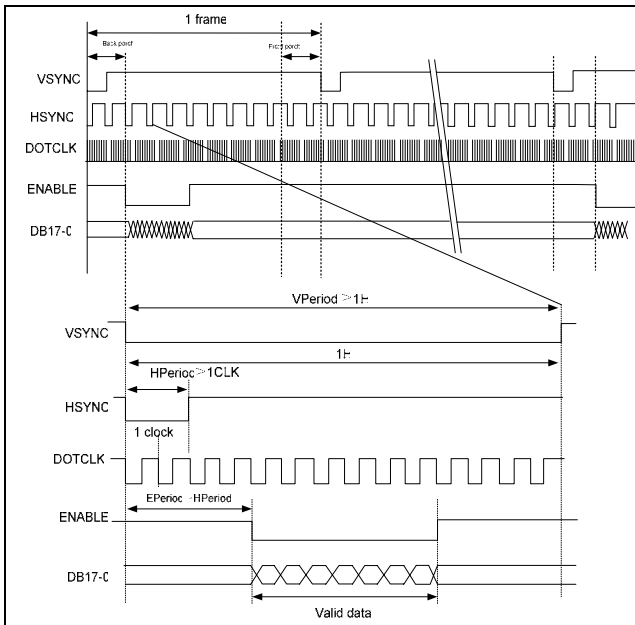 1 frame
Back porch
Front porch
VSYNC
HSYNC
DOTCLK
ENABLE
DB17-0
VPeriod > 1H
VSYNC
1H
HPeriod > 1CLK
HSYNC
1 clock
DOTCLK
EPeriod HPeriod
ENABLE
DB17-0
Valid data